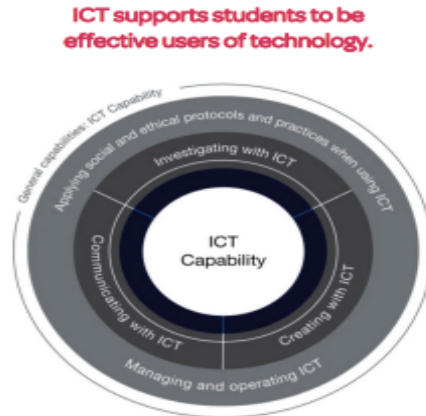 ICT supports students to be
effective users of technology.
General capabilities: ICT Capability
Applying social and ethical protocols and practices when using ICT
Investigating with ICT
ICT
Capability
Communicating with ICT
Creating with ICT
Managing and operating ICT